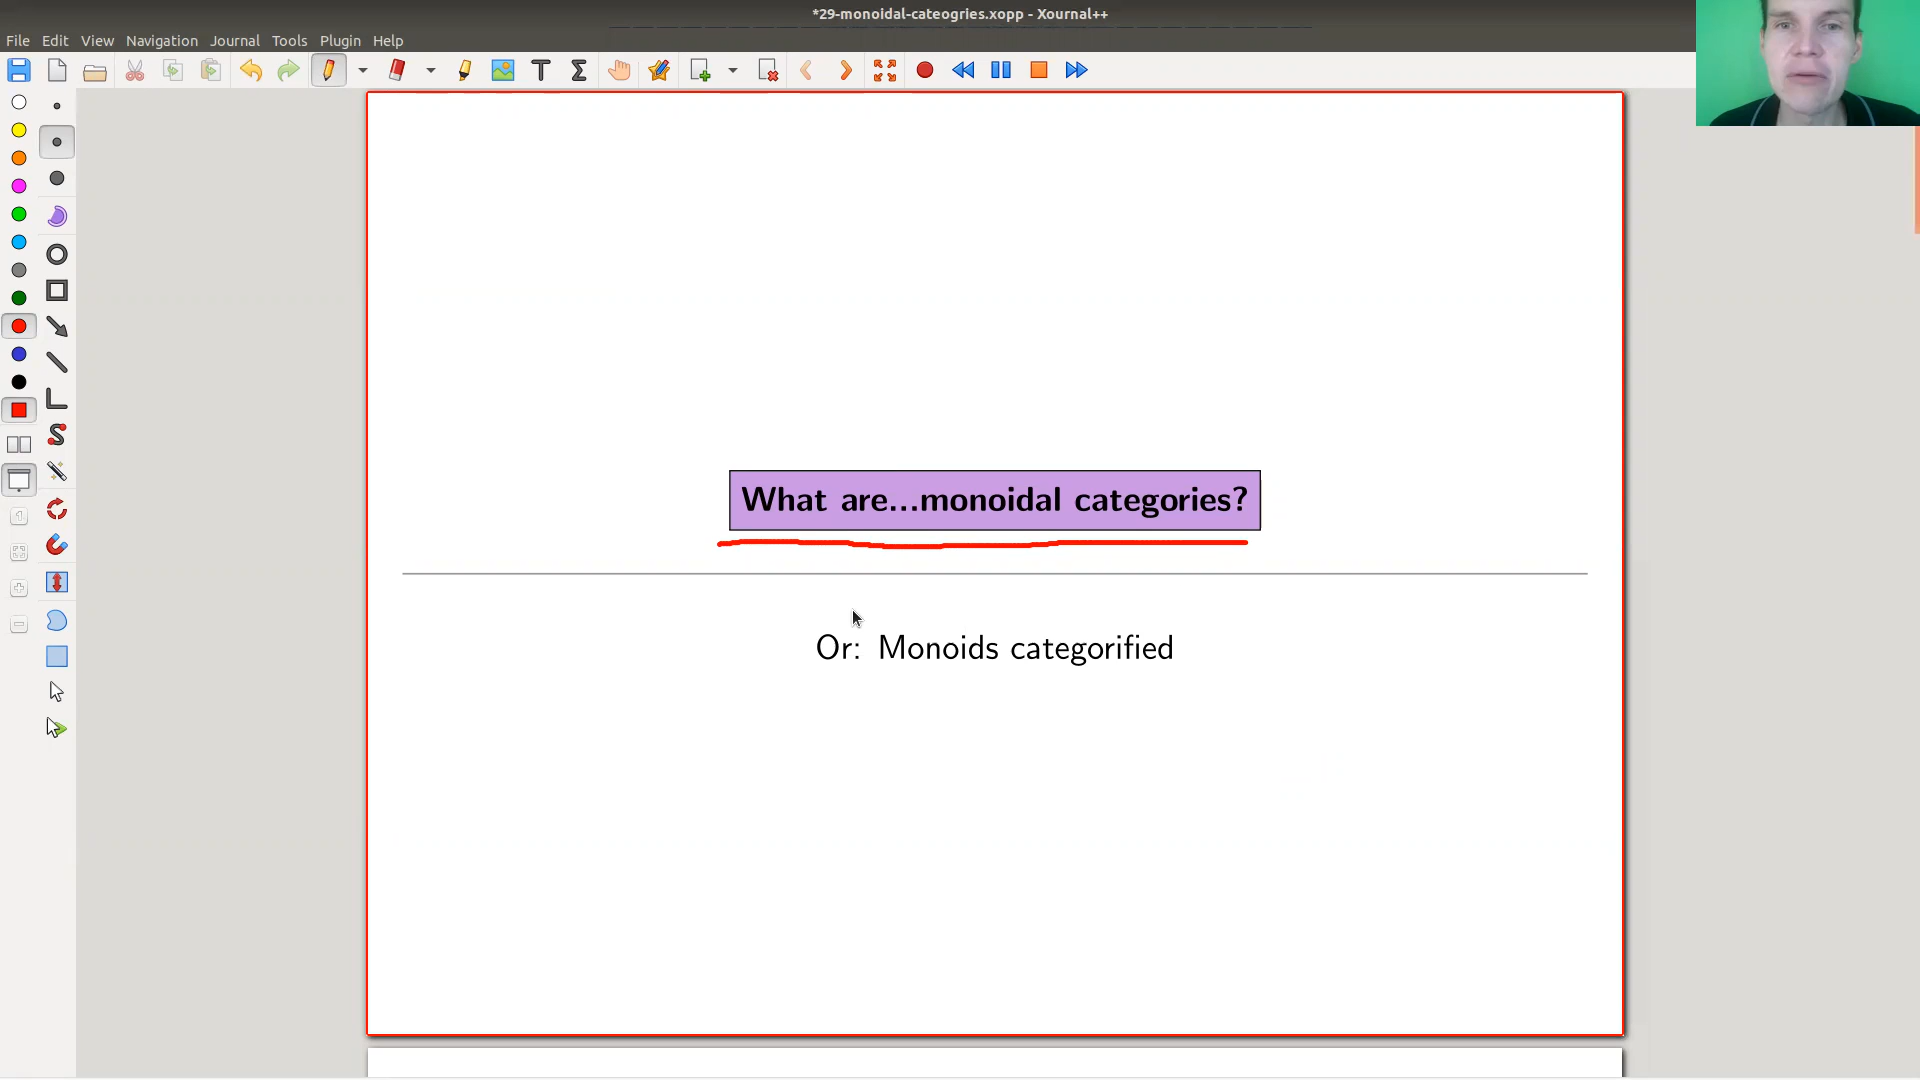 *29-monoidal-cateogries.xopp - Xournal++
File Edit View Navigation Journal Tools Plugin Help
What are...monoidal categories?
Or: Monoids categorified